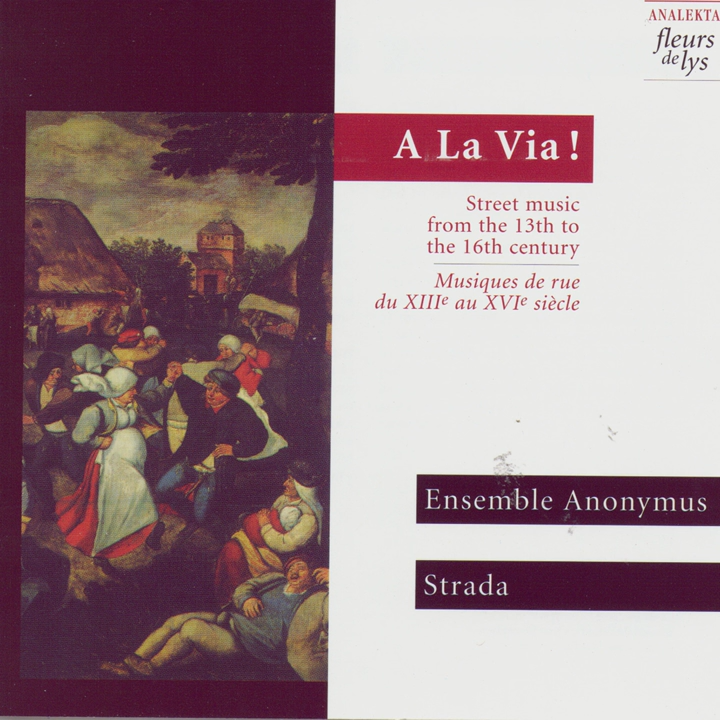 ANALEKTA
fleurs
de lys
A La Via !
Street music
from the 13th to
the 16th century
Musiques de rue
du XIIIe au XVIe siècle
Ensemble Anonymus
Strada